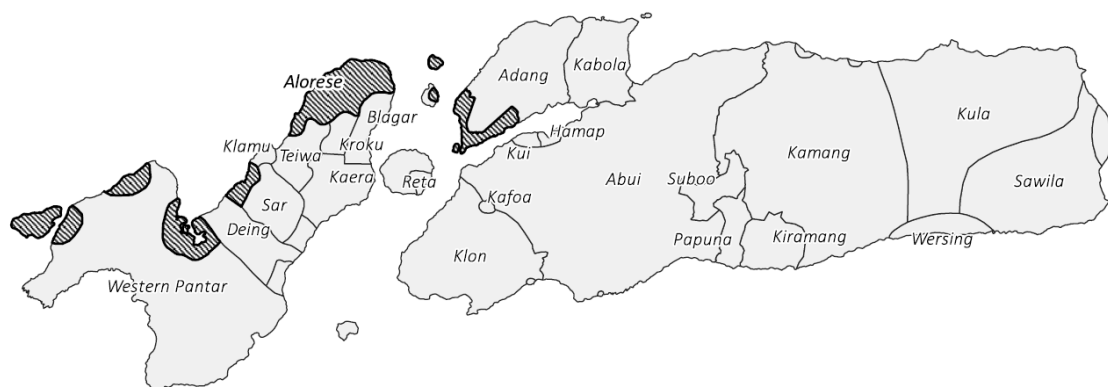 Alorese
Adang
Kabola
Blagar
Kula
Klamu
Teiwa
Kroku
Hamap
Kui
Kamang
Kaera
Reta
Abui
Suboo
Sawila
Sar
Kafoa
Deing
Papuna
Kiramang
Wersing
Klon
Western Pantar